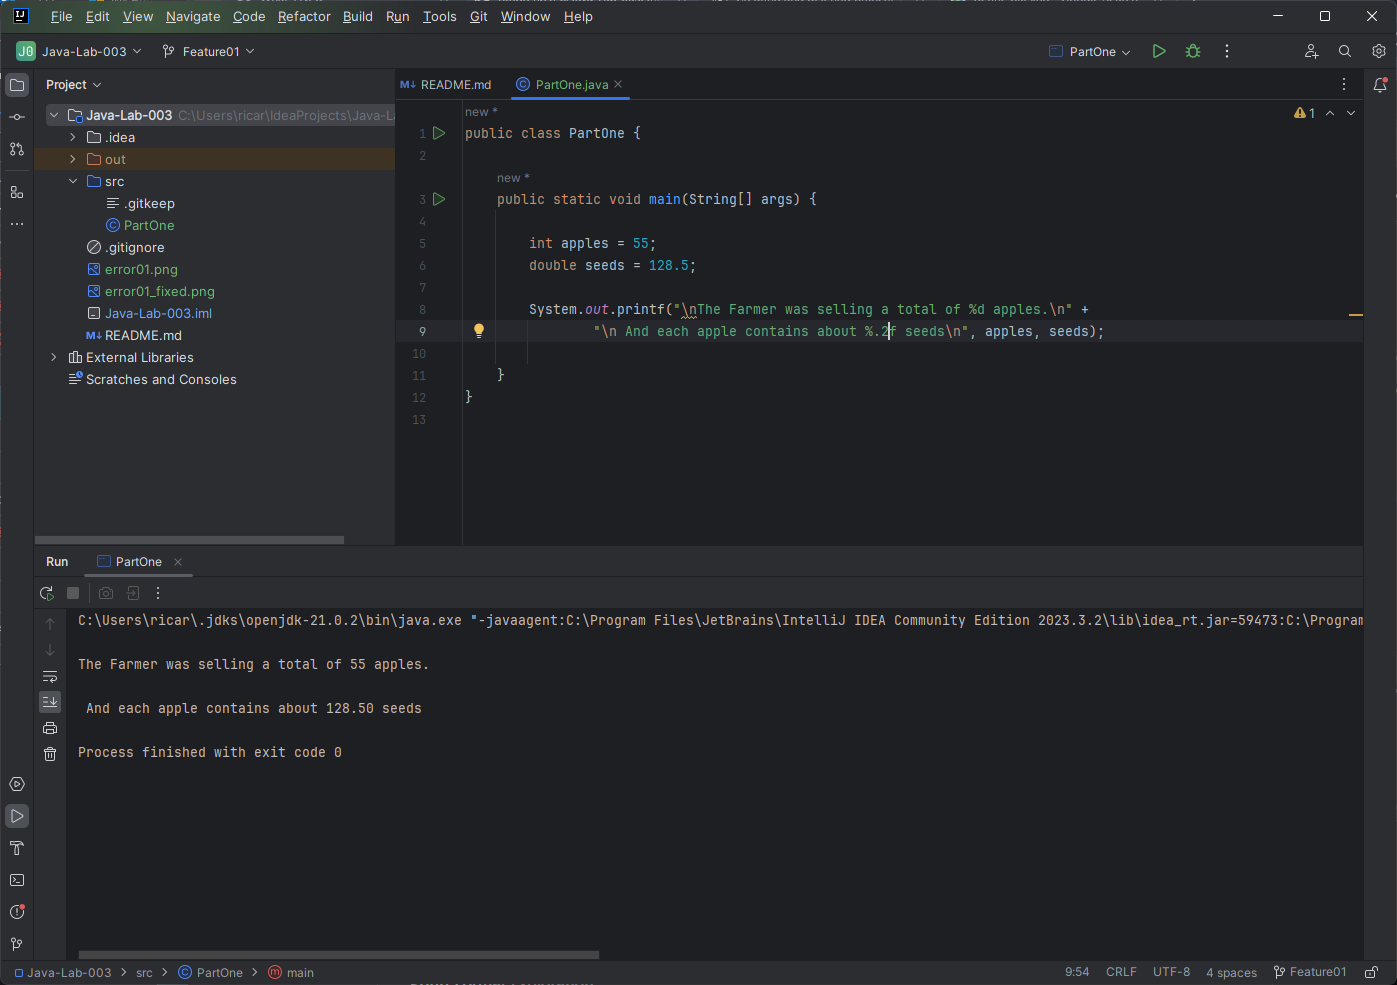 File Edit View Navigate Code Refactor Build Run Tools Git Window Help
J0 Java-Lab-003 Feature01 PartOne
Project
README.md PartOne.java
Java-Lab-003 C:\Users\ricar\IdeaProjects\Java-L
.idea
out
src
.gitkeep
PartOne
.gitignore
error01.png
error01_fixed.png
Java-Lab-003.iml
README.md
External Libraries
Scratches and Consoles
new *
1
1 public class PartOne {
2
new *
3 public static void main(String[] args) {
4
5 int apples = 55;
6 double seeds = 128.5;
7
8 System.out.printf("\nThe Farmer was selling a total of %d apples.\n" +
9 "\n And each apple contains about %.2f seeds\n", apples, seeds);
10
11 }
12 }
13
Run PartOne
C:\Users\ricar\.jdks\openjdk-21.0.2\bin\java.exe "-javaagent:C:\Program Files\JetBrains\IntelliJ IDEA Community Edition 2023.3.2\lib\idea_rt.jar=59473:C:\Program
The Farmer was selling a total of 55 apples.
And each apple contains about 128.50 seeds
Process finished with exit code 0
Java-Lab-003 src PartOne main
9:54 CRLF UTF-8 4 spaces Feature01